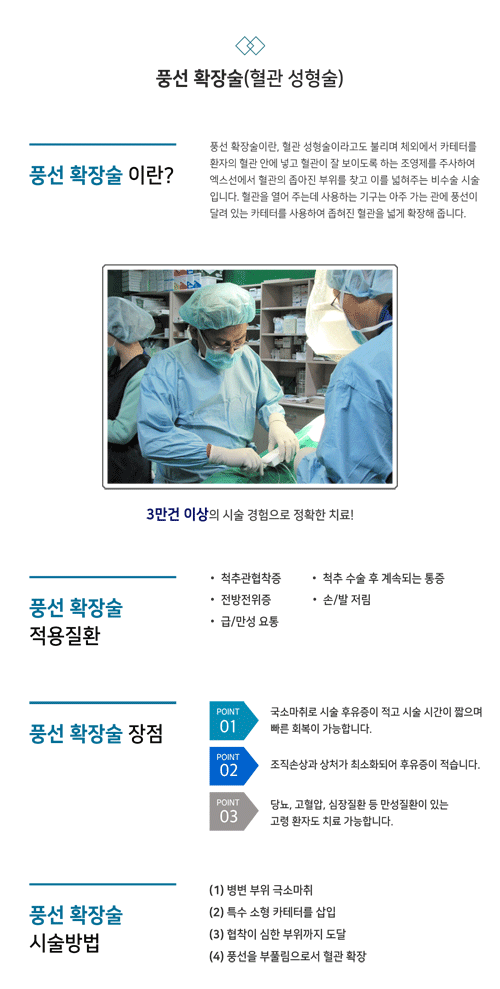 풍선 확장술(혈관 성형술)
풍선 확장술 이란?
풍선 확장술이란, 혈관 성형술이라고도 불리며 체외에서 카테터를
환자의 혈관 안에 넣고 혈관이 잘 보이도록 하는 조영제를 주사하여
엑스선에서 혈관의 좁아진 부위를 찾고 이를 넓혀주는 비수술 시술
입니다. 혈관을 열어 주는데 사용하는 기구는 아주 가는 관에 풍선이
달려 있는 카테터를 사용하여 좁혀진 혈관을 넓게 확장해 줍니다.
3만건 이상의 시술 경험으로 정확한 치료!
풍선 확장술
적용질환
• 척추관협착증
• 척추 수술 후 계속되는 통증
• 전방전위증
• 손/발 저림
• 급/만성 요통
풍선 확장술 장점
POINT
01
국소마취로 시술 후유증이 적고 시술 시간이 짧으며
빠른 회복이 가능합니다.
POINT
02
조직손상과 상처가 최소화되어 후유증이 적습니다.
POINT
03
당뇨, 고혈압, 심장질환 등 만성질환이 있는
고령 환자도 치료 가능합니다.
풍선 확장술
시술방법
(1) 병변 부위 국소마취
(2) 특수 소형 카테터를 삽입
(3) 협착이 심한 부위까지 도달
(4) 풍선을 부풀림으로서 혈관 확장